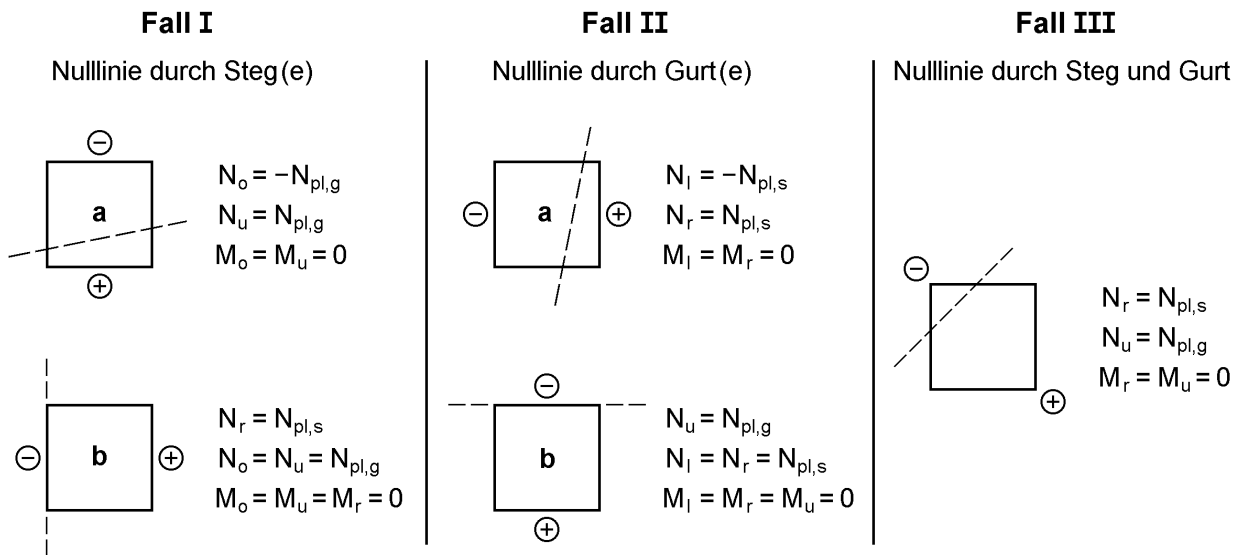 Fall I
Nulllinie durch Steg(e)
⊖
a
⊕
N_o = −N_pl,g
N_u = N_pl,g
M_o = M_u = 0
⊖
b
⊕
N_r = N_pl,s
N_o = N_u = N_pl,g
M_o = M_u = M_r = 0
Fall II
Nulllinie durch Gurt(e)
⊖
a
⊕
N_l = −N_pl,s
N_r = N_pl,s
M_l = M_r = 0
⊖
b
⊕
N_u = N_pl,g
N_l = N_r = N_pl,s
M_l = M_r = M_u = 0
Fall III
Nulllinie durch Steg und Gurt
⊖
⊕
N_r = N_pl,s
N_u = N_pl,g
M_r = M_u = 0